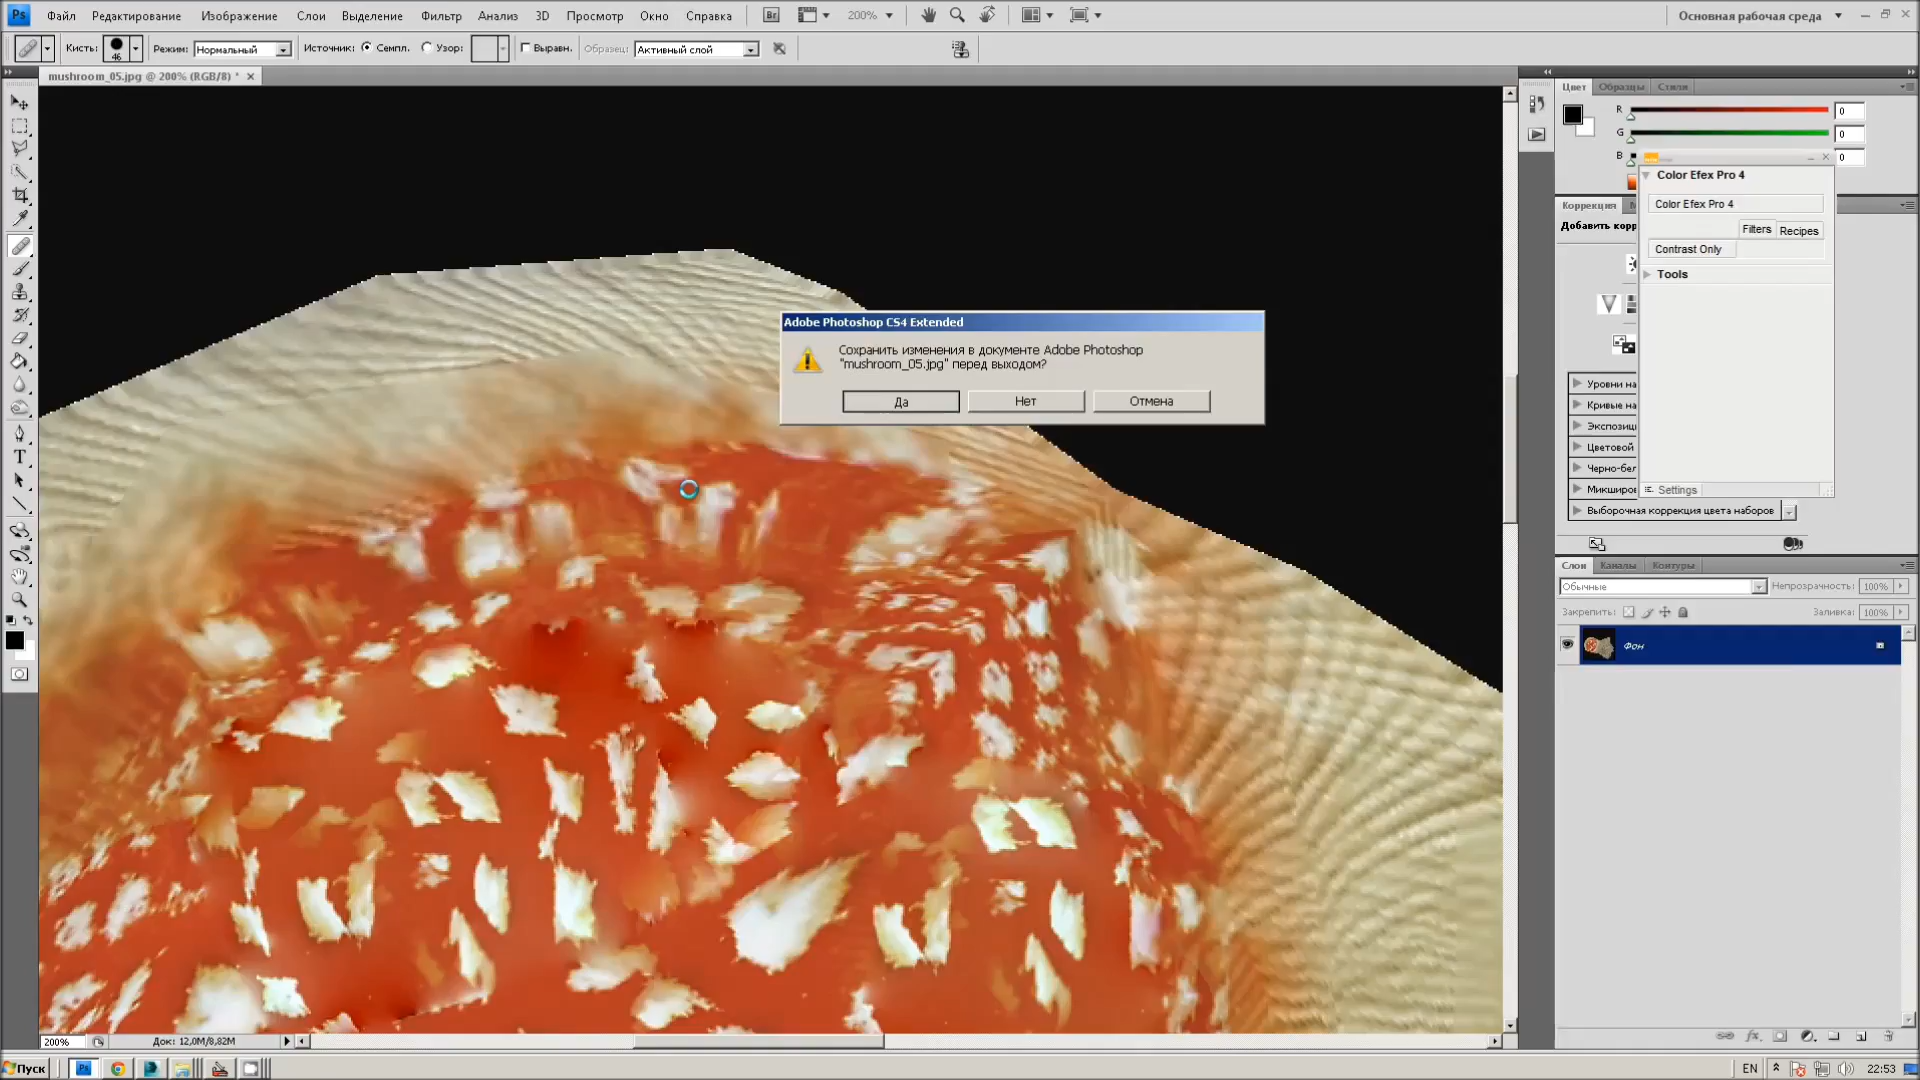 Ps Файл Редактирование Изображение Слои Выделение Фильтр Анализ 3D Просмотр Окно Справка Br 200% Основная рабочая среда
Кисть: 46 Режим: Нормальный Источник: Семпл. Узор: Выравн. Образец: Активный слой
mushroom_05.jpg @ 200% (RGB/8) *
Цвет Образцы Стили
R 0
G 0
B 0
Color Efex Pro 4
Color Efex Pro 4
Filters Recipes
Contrast Only
Tools
Settings
Коррекция
Добавить корр
Уровни на
Кривые на
Экспозиц
Цветовой
Черно-бел
Микширов
Выборочная коррекция цвета наборов
Adobe Photoshop CS4 Extended
Сохранить изменения в документе Adobe Photoshop
"mushroom_05.jpg" перед выходом?
Да Нет Отмена
Слои Каналы Контуры
Обычные Непрозрачность: 100%
Закрепить: Заливка: 100%
Фон
200% Док: 12,0M/8,82M
Пуск Ps EN 22:53